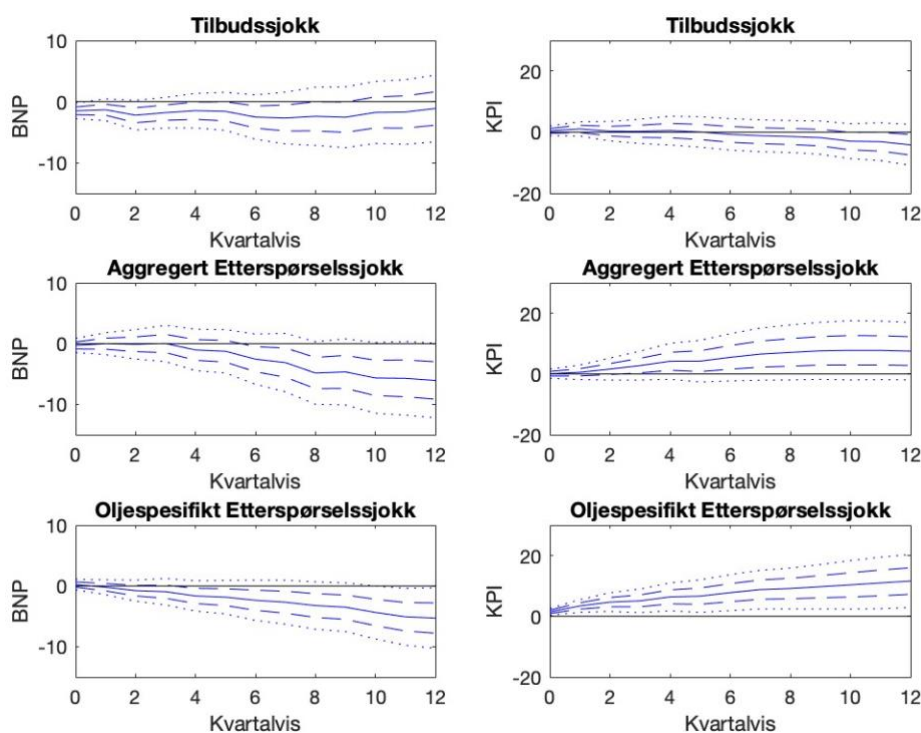 Tilbudssjokk
10
0
-10
BNP
0 2 4 6 8 10 12
Kvartalvis
Tilbudssjokk
20
0
-20
KPI
0 2 4 6 8 10 12
Kvartalvis
Aggregert Etterspørselssjokk
10
0
-10
BNP
0 2 4 6 8 10 12
Kvartalvis
Aggregert Etterspørselssjokk
20
0
-20
KPI
0 2 4 6 8 10 12
Kvartalvis
Oljespesifikt Etterspørselssjokk
10
0
-10
BNP
0 2 4 6 8 10 12
Kvartalvis
Oljespesifikt Etterspørselssjokk
20
0
-20
KPI
0 2 4 6 8 10 12
Kvartalvis